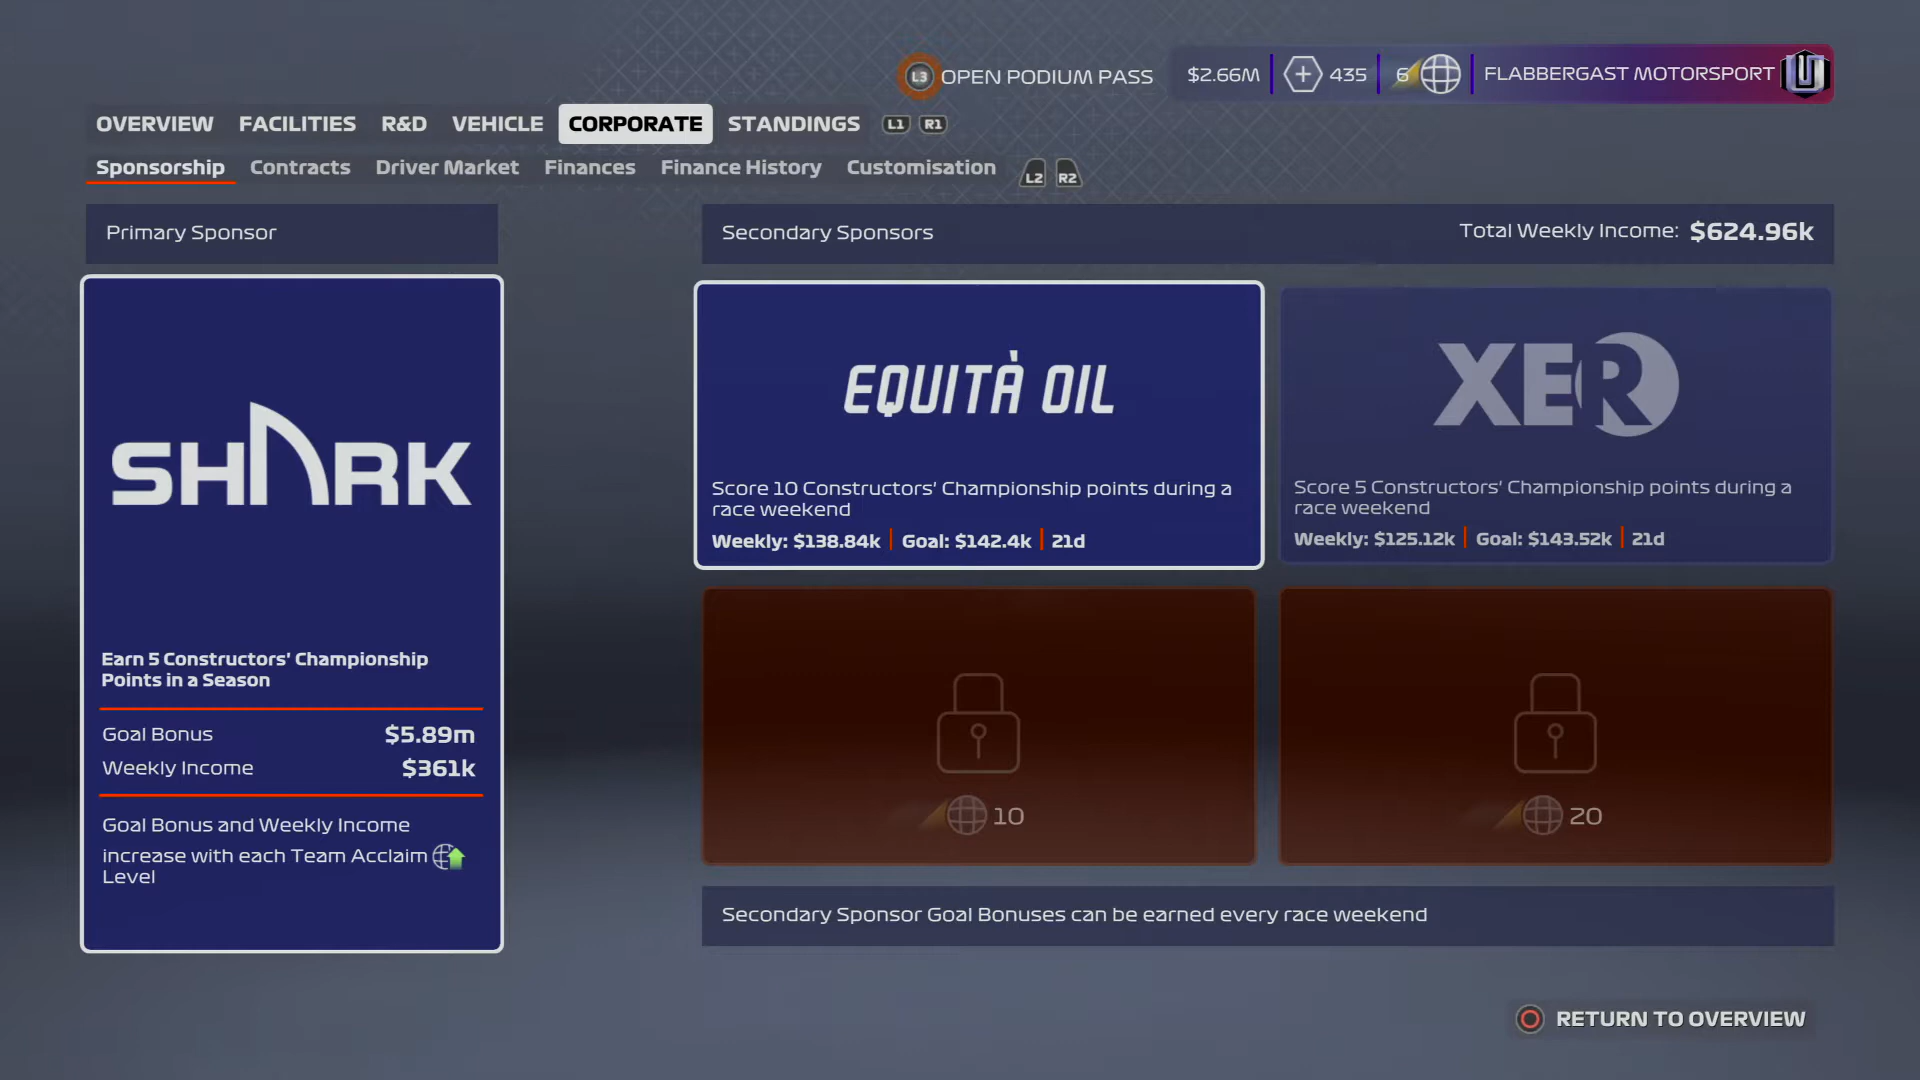 L3 OPEN PODIUM PASS
$2.66M
435
6
FLABBERGAST MOTORSPORT
OVERVIEW FACILITIES R&D VEHICLE CORPORATE STANDINGS L1 R1
Sponsorship Contracts Driver Market Finances Finance History Customisation L2 R2
Primary Sponsor
SHARK
Earn 5 Constructors' Championship
Points in a Season
Goal Bonus $5.89m
Weekly Income $361k
Goal Bonus and Weekly Income
increase with each Team Acclaim
Level
Secondary Sponsors
Total Weekly Income: $624.96k
EQUITÀ OIL
Score 10 Constructors' Championship points during a
race weekend
Weekly: $138.84k Goal: $142.4k 21d
XER
Score 5 Constructors' Championship points during a
race weekend
Weekly: $125.12k Goal: $143.52k 21d
10
20
Secondary Sponsor Goal Bonuses can be earned every race weekend
RETURN TO OVERVIEW